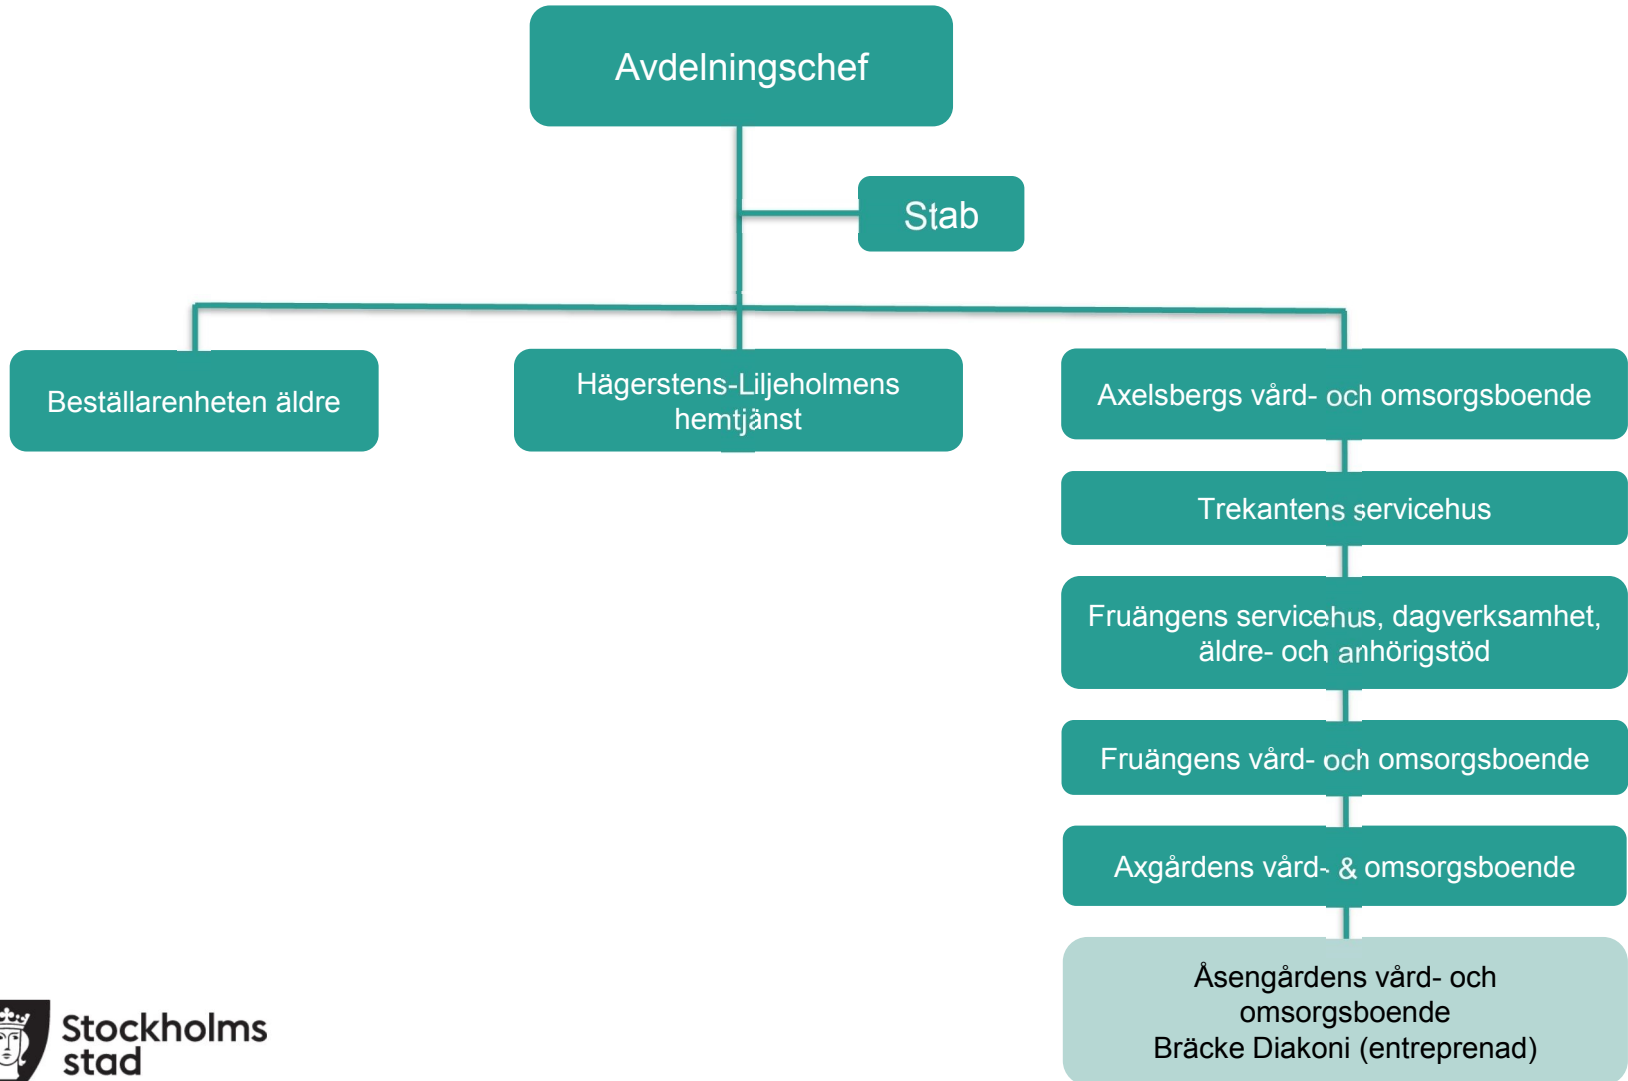 Avdelningschef
Stab
Beställarenheten äldre
Hägerstens-Liljeholmens
hemtjänst
Axelsbergs vård- och omsorgsboende
Trekantens servicehus
Fruängens servicehus, dagverksamhet,
äldre- och anhörigstöd
Fruängens vård- och omsorgsboende
Axgårdens vård- & omsorgsboende
Åsengårdens vård- och
omsorgsboende
Bräcke Diakoni (entreprenad)
Stockholms
stad